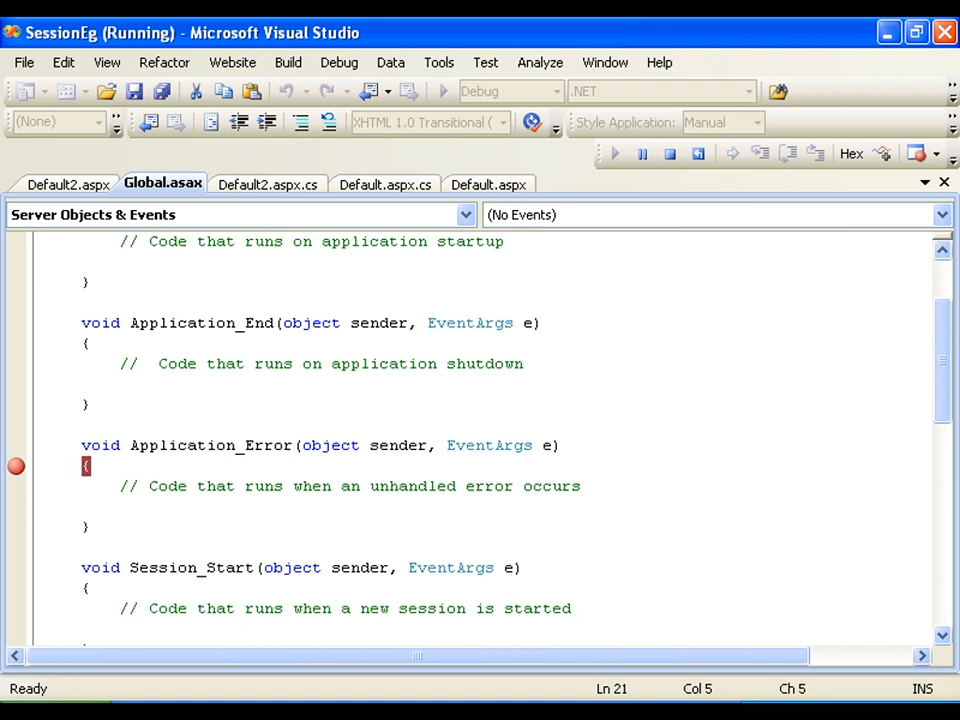 SessionEg (Running) - Microsoft Visual Studio
File Edit View Refactor Website Build Debug Data Tools Test Analyze Window Help
Debug .NET
(None) XHTML 1.0 Transitional ( Style Application: Manual
Hex
Default2.aspx Global.asax Default2.aspx.cs Default.aspx.cs Default.aspx
Server Objects & Events (No Events)
// Code that runs on application startup
}
void Application_End(object sender, EventArgs e)
{
//  Code that runs on application shutdown
}
void Application_Error(object sender, EventArgs e)
{
// Code that runs when an unhandled error occurs
}
void Session_Start(object sender, EventArgs e)
{
// Code that runs when a new session is started
Ready Ln 21 Col 5 Ch 5 INS